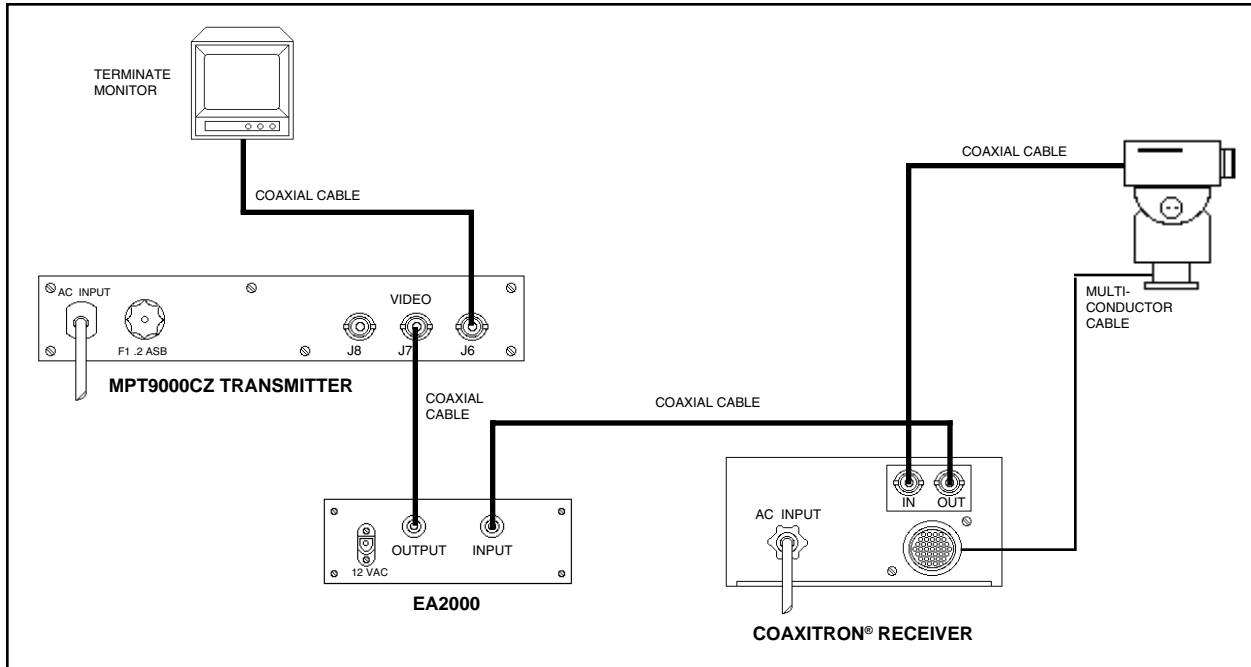 TERMINATE
MONITOR
COAXIAL CABLE
COAXIAL CABLE
AC INPUT
F1 .2 ASB
VIDEO
J8
J7
J6
MPT9000CZ TRANSMITTER
MULTI-
CONDUCTOR
CABLE
COAXIAL
CABLE
COAXIAL CABLE
12 VAC
OUTPUT
INPUT
EA2000
IN
OUT
AC INPUT
COAXITRON® RECEIVER